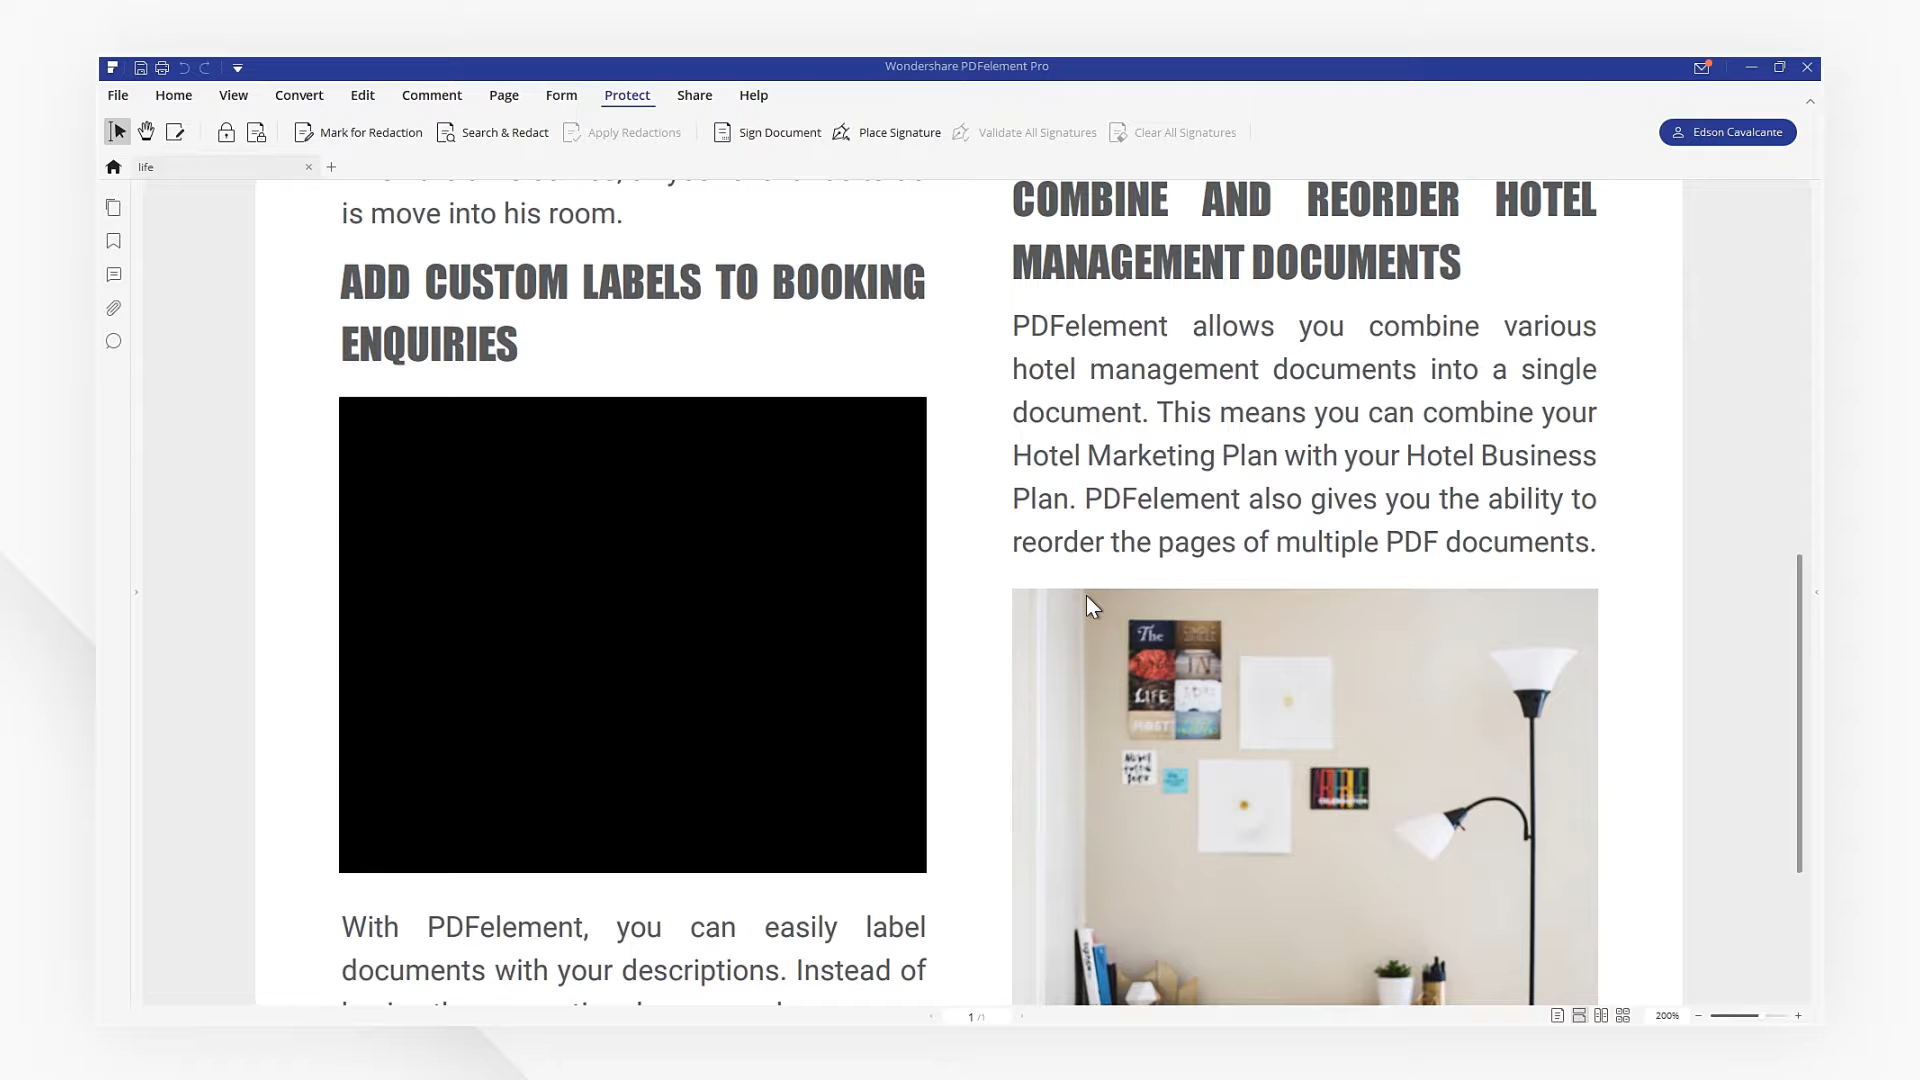 Wondershare PDFelement Pro
File Home View Convert Edit Comment Page Form Protect Share Help
Mark for Redaction Search & Redact Apply Redactions Sign Document Place Signature Validate All Signatures Clear All Signatures Edson Cavalcante
life
is move into his room.
ADD CUSTOM LABELS TO BOOKING
ENQUIRIES
With PDFelement, you can easily label
documents with your descriptions. Instead of
COMBINE AND REORDER HOTEL
MANAGEMENT DOCUMENTS
PDFelement allows you combine various
hotel management documents into a single
document. This means you can combine your
Hotel Marketing Plan with your Hotel Business
Plan. PDFelement also gives you the ability to
reorder the pages of multiple PDF documents.
The
LIFE
1 /1
200%